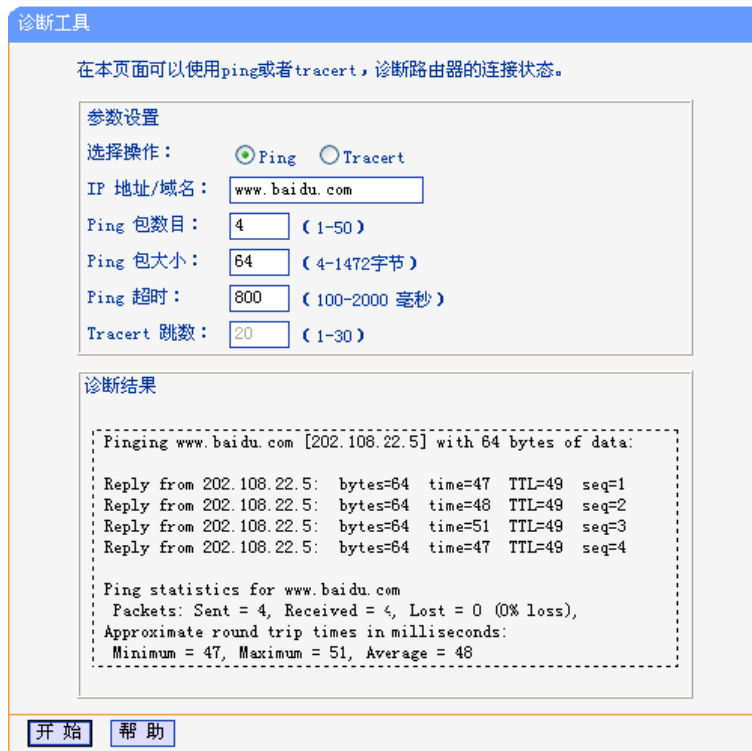 诊断工具
在本页面可以使用ping或者tracert，诊断路由器的连接状态。
参数设置
选择操作： Ping Tracert
IP 地址/域名： www.baidu.com
Ping 包数目： 4 （1-50）
Ping 包大小： 64 （4-1472字节）
Ping 超时： 800 （100-2000 毫秒）
Tracert 跳数： 20 （1-30）
诊断结果
Pinging www.baidu.com [202.108.22.5] with 64 bytes of data:
Reply from 202.108.22.5: bytes=64 time=47 TTL=49 seq=1
Reply from 202.108.22.5: bytes=64 time=48 TTL=49 seq=2
Reply from 202.108.22.5: bytes=64 time=51 TTL=49 seq=3
Reply from 202.108.22.5: bytes=64 time=47 TTL=49 seq=4
Ping statistics for www.baidu.com
Packets: Sent = 4, Received = 4, Lost = 0 (0% loss),
Approximate round trip times in milliseconds:
Minimum = 47, Maximum = 51, Average = 48
开 始 帮 助